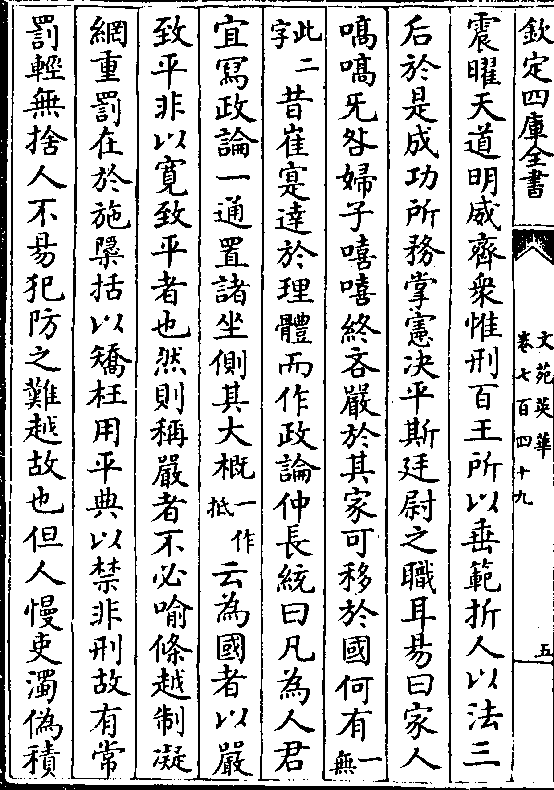 欽定四庫全書
文苑英華
卷七百四十九
五
震曜天道明威齊衆惟刑百王所以垂範折人以法三
后於是成功所務掌憲决平斯廷尉之職耳易曰家人
嗃嗃无咎婦子嘻嘻終吝嚴於其家可移於國何有一無
此二字昔崔寔達於理體而作政論仲長統曰凡為人君
宜冩政論一通置諸坐側其大概一作抵云為國者以嚴
致平非以寛致平者也然則稱嚴者不必喻條越制凝
網重罰在於施檃括以矯枉用平典以禁非刑故有常
罰輕無捨人不易犯防之難越故也但人慢吏濁偽積